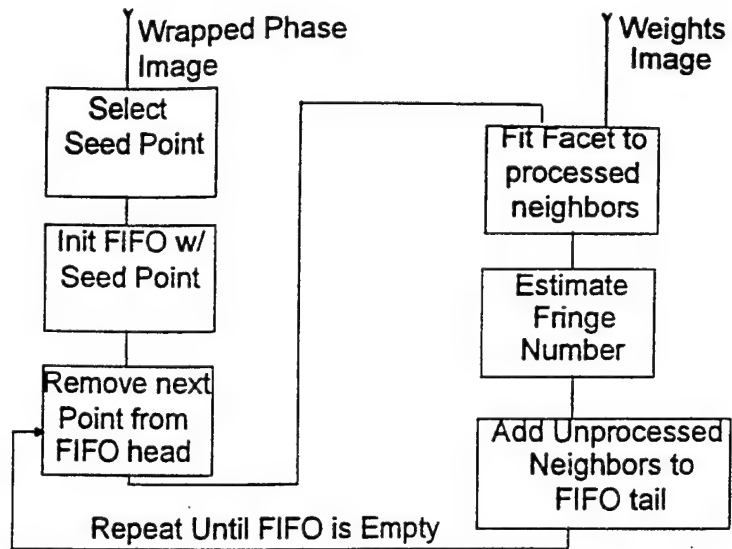 Wrapped Phase
Image
Select
Seed Point
Init FIFO w/
Seed Point
Remove next
Point from
FIFO head
Weights
Image
Fit Facet to
processed
neighbors
Estimate
Fringe
Number
Add Unprocessed
Neighbors to
FIFO tail
Repeat Until FIFO is Empty